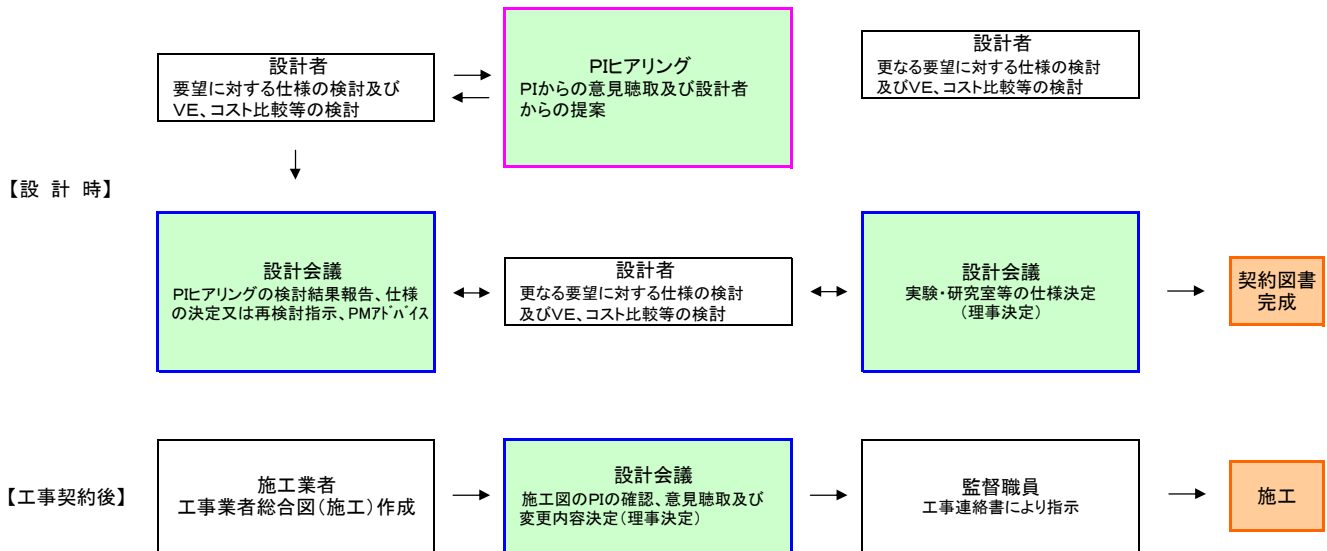 設計者
要望に対する仕様の検討及び
VE、コスト比較等の検討
PIヒアリング
PIからの意見聴取及び設計者
からの提案
設計者
更なる要望に対する仕様の検討
及びVE、コスト比較等の検討
【設 計 時】
設計会議
PIヒアリングの検討結果報告、仕様
の決定又は再検討指示、PMアドバイス
設計者
更なる要望に対する仕様の検討
及びVE、コスト比較等の検討
設計会議
実験・研究室等の仕様決定
(理事決定)
契約図書
完成
【工事契約後】
施工業者
工事業者総合図(施工)作成
設計会議
施工図のPIの確認、意見聴取及び
変更内容決定(理事決定)
監督職員
工事連絡書により指示
施工